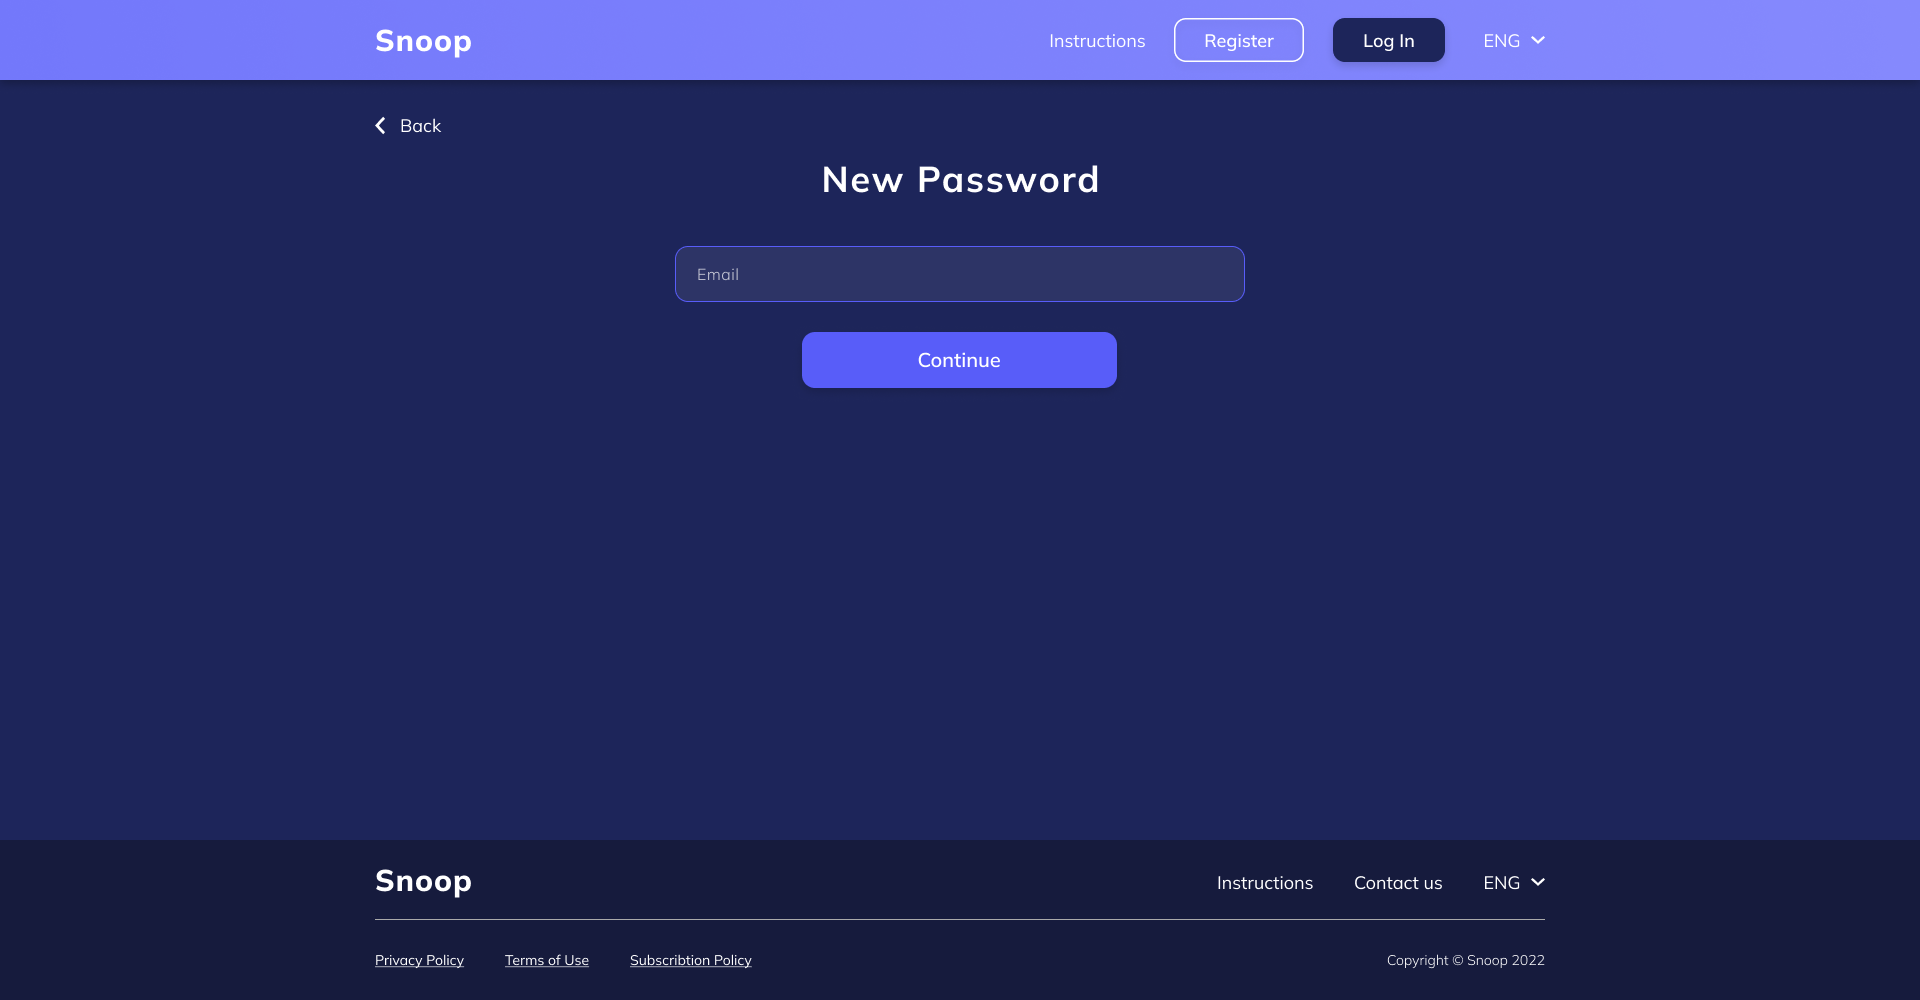 Snoop
Instructions
Register
Log In
ENG
Back
New Password
Email
Continue
Snoop
Instructions
Contact us
ENG
Privacy Policy
Terms of Use
Subscribtion Policy
Copyright © Snoop 2022